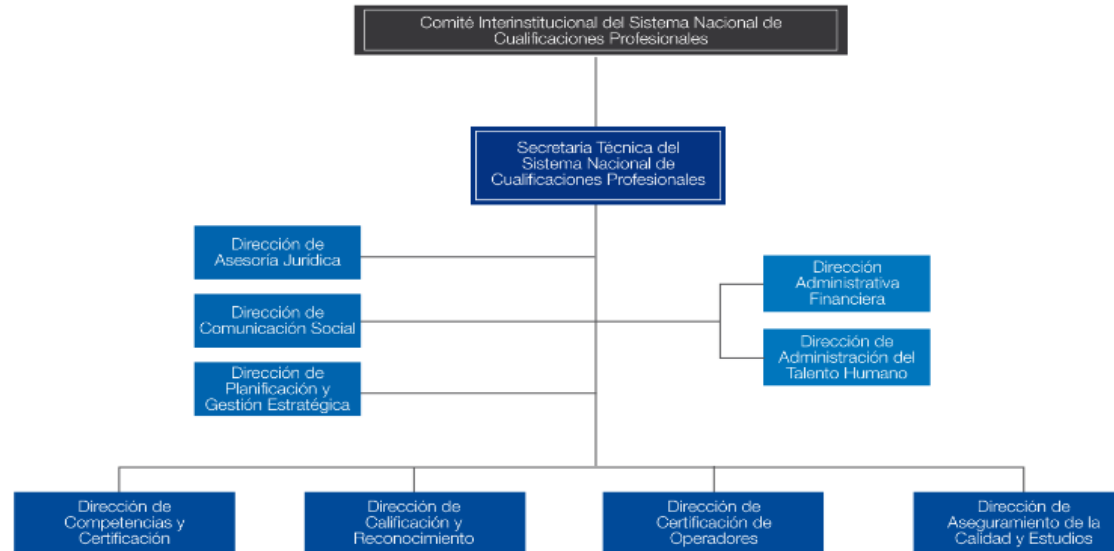 Comité Interinstitucional del Sistema Nacional de
Cualificaciones Profesionales
Secretaria Técnica del
Sistema Nacional de
Cualificaciones Profesionales
Dirección de
Asesoría Jurídica
Dirección de
Comunicación Social
Dirección de
Planificación y
Gestión Estratégica
Dirección
Administrativa
Financiera
Dirección de
Administración del
Talento Humano
Dirección de
Competencias y
Certificación
Dirección de
Calificación y
Reconocimiento
Dirección de
Certificación de
Operadores
Dirección de
Aseguramiento de la
Calidad y Estudios